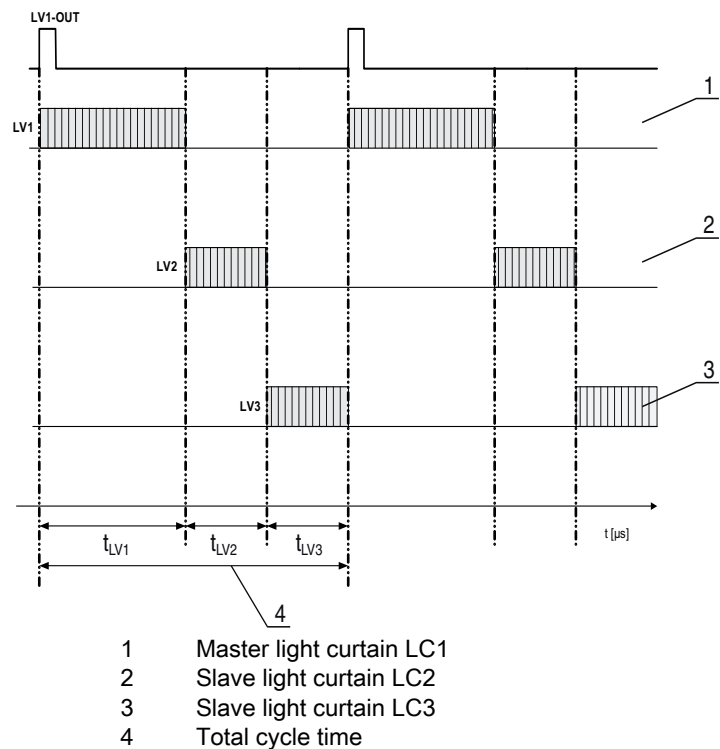 LV1-OUT
1
LV1
2
LV2
3
LV3
tLV1 tLV2 tLV3 t [µs]
4
1 Master light curtain LC1
2 Slave light curtain LC2
3 Slave light curtain LC3
4 Total cycle time